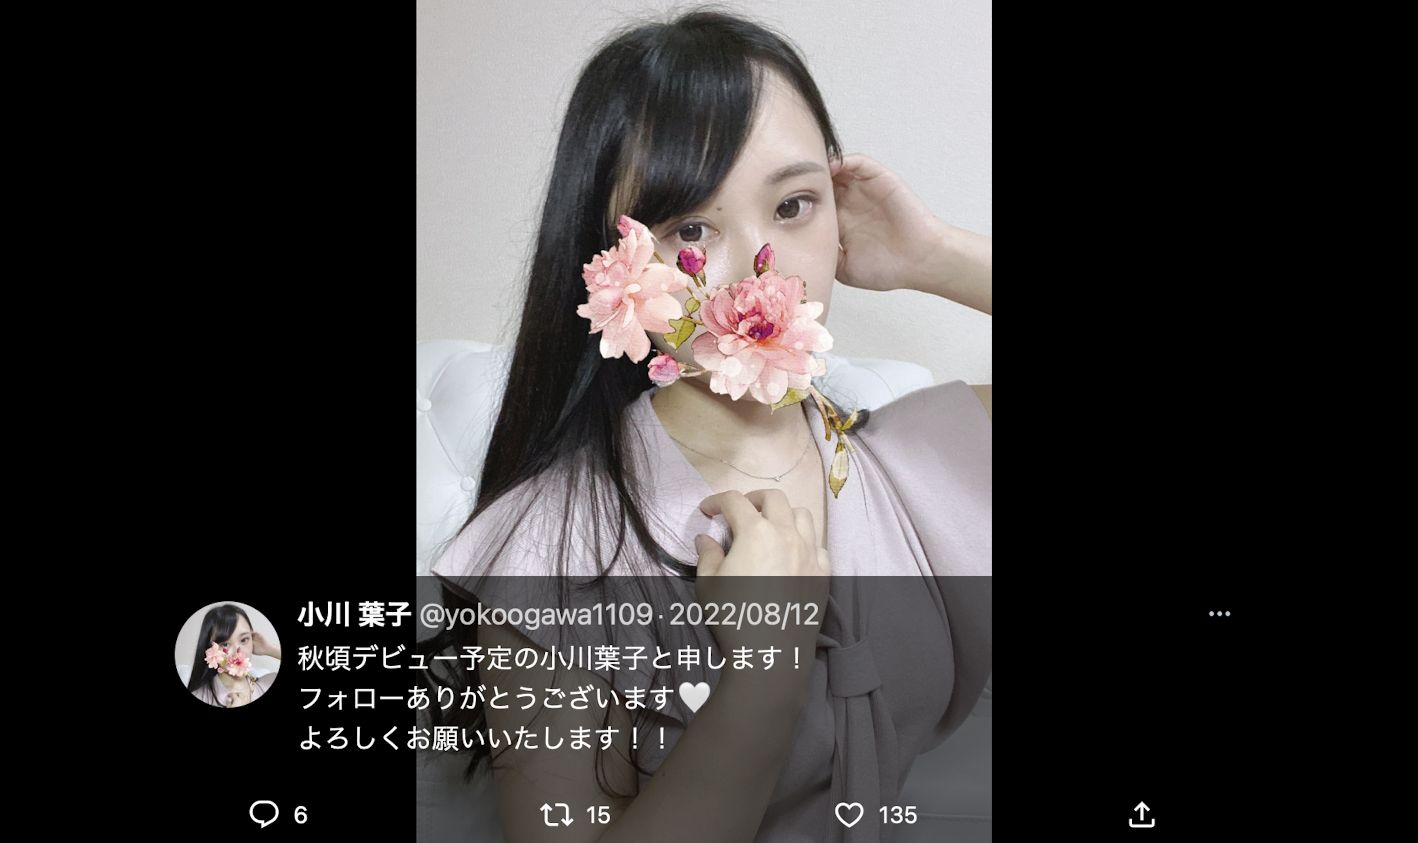 小川 葉子 @yokoogawa1109 · 2022/08/12
秋頃デビュー予定の小川葉子と申します！
フォローありがとうございます🤍
よろしくお願いいたします！！
6 15 135